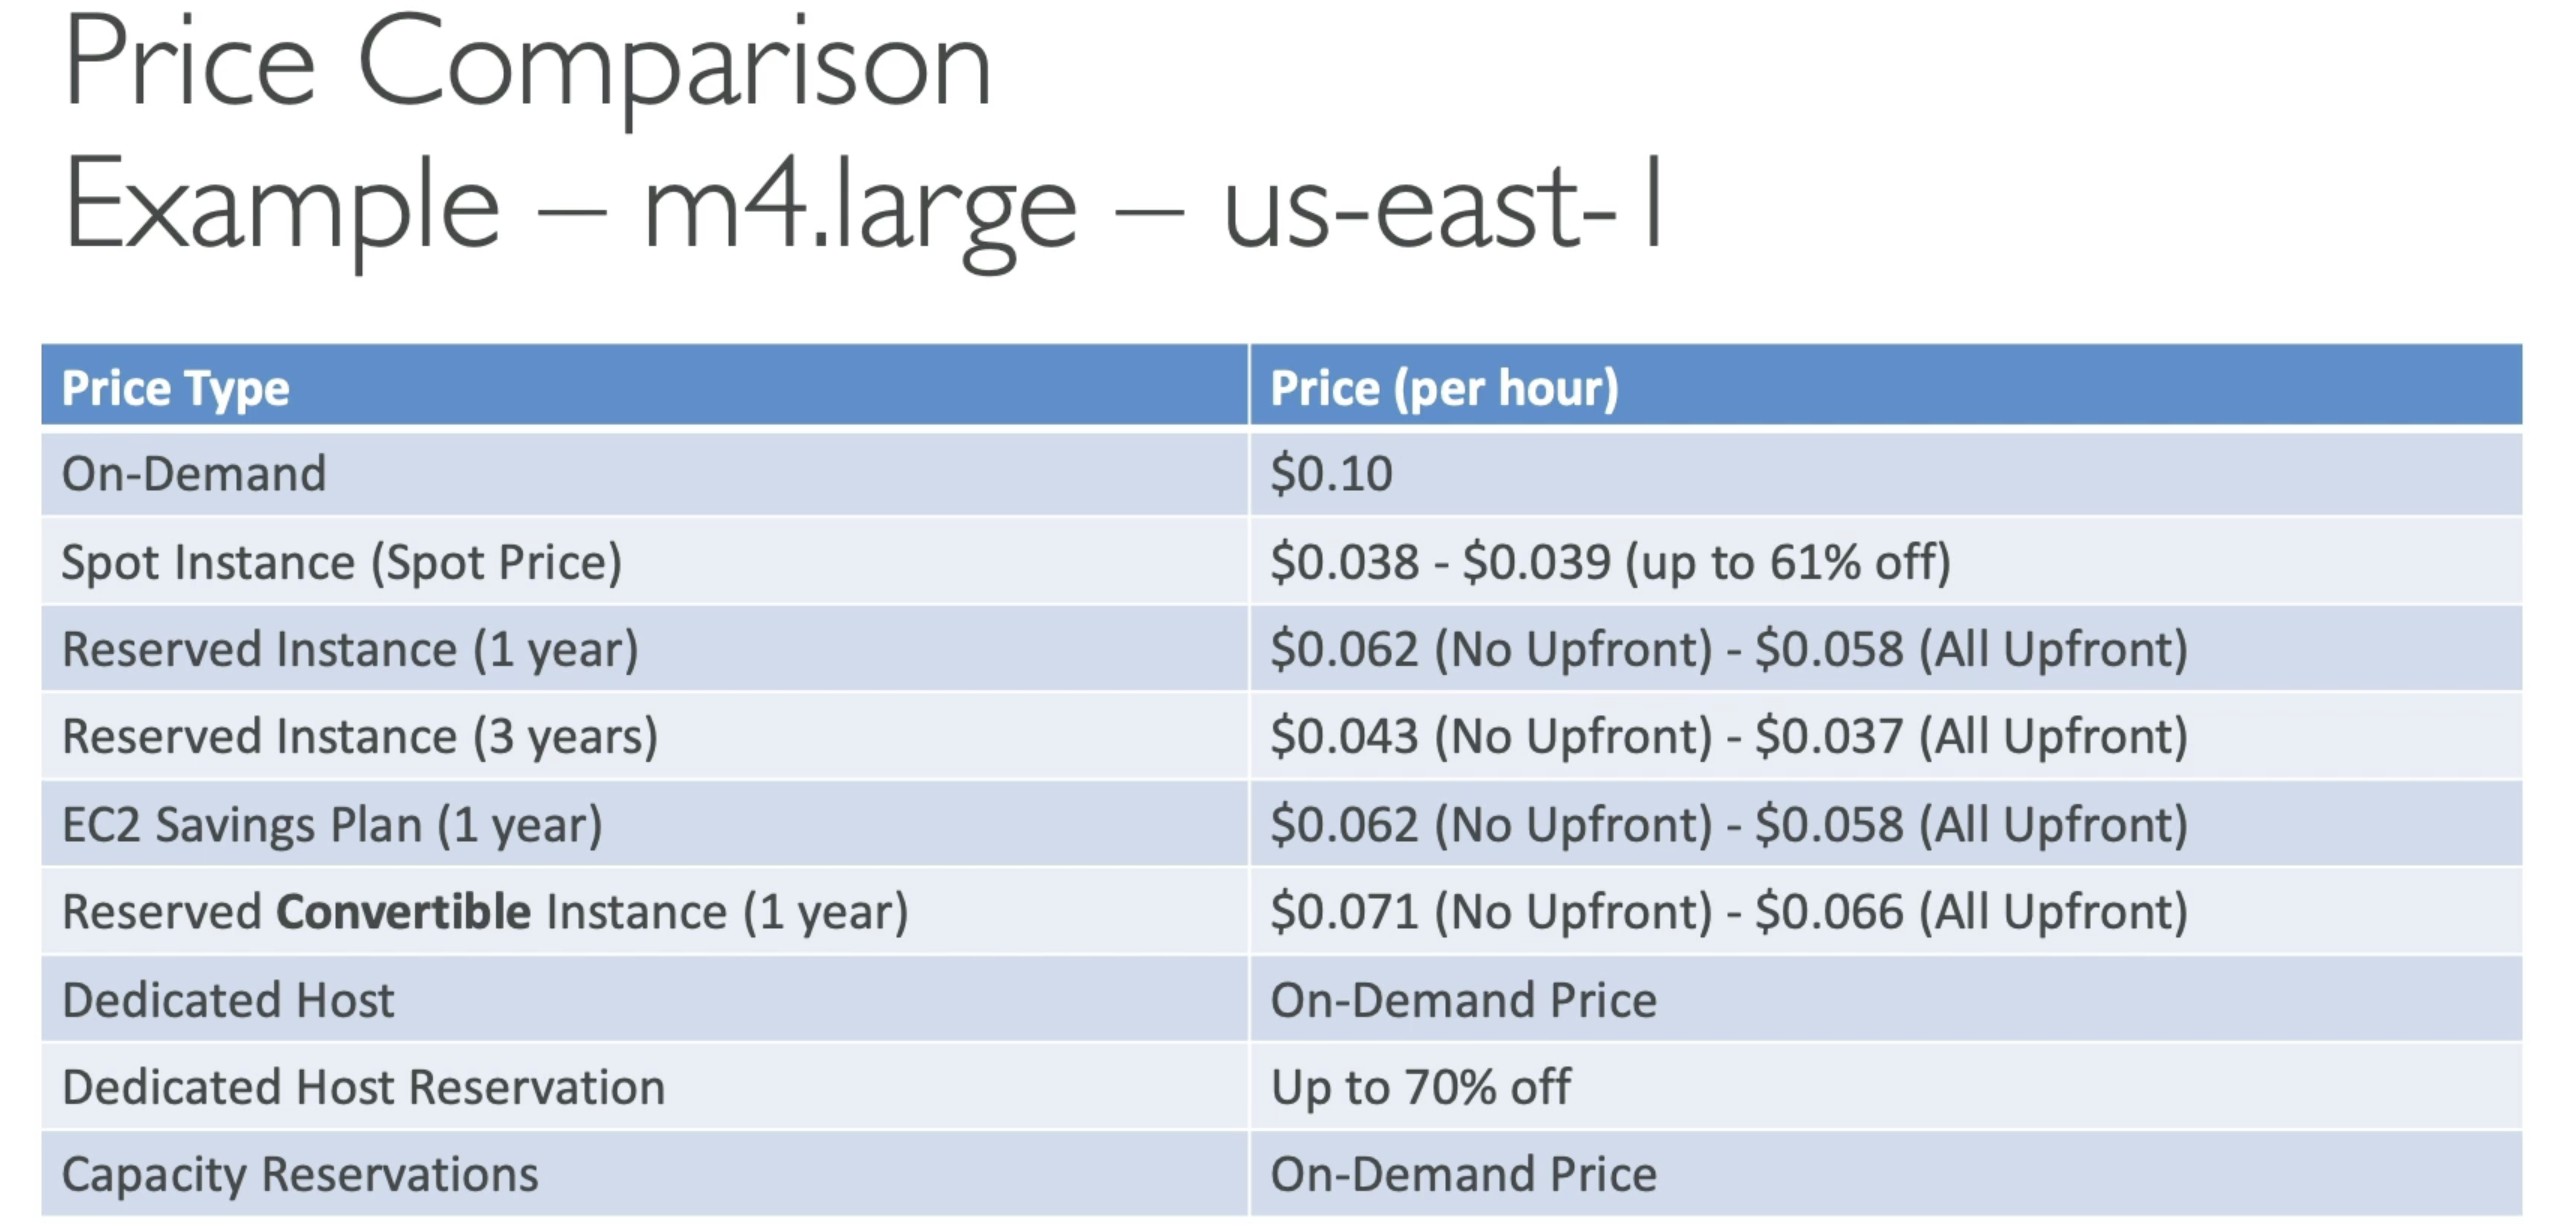 Price Comparison
Example – m4.large – us-east-1
Price Type Price (per hour)
On-Demand $0.10
Spot Instance (Spot Price) $0.038 - $0.039 (up to 61% off)
Reserved Instance (1 year) $0.062 (No Upfront) - $0.058 (All Upfront)
Reserved Instance (3 years) $0.043 (No Upfront) - $0.037 (All Upfront)
EC2 Savings Plan (1 year) $0.062 (No Upfront) - $0.058 (All Upfront)
Reserved Convertible Instance (1 year) $0.071 (No Upfront) - $0.066 (All Upfront)
Dedicated Host On-Demand Price
Dedicated Host Reservation Up to 70% off
Capacity Reservations On-Demand Price